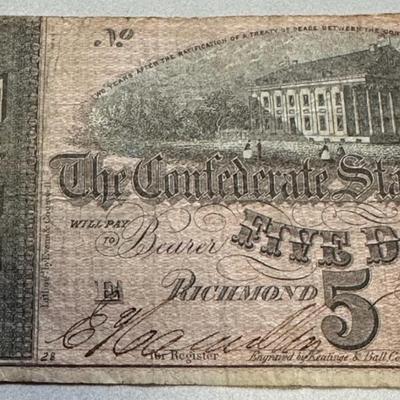 No
TWO YEARS AFTER THE RATIFICATION OF A TREATY OF PEACE BETWEEN THE CON
The Confederate Sta
WILL PAY
TO Bearer FIVE D
E RICHMOND 5
for Register Engraved by Keatinge & Ball Co
28